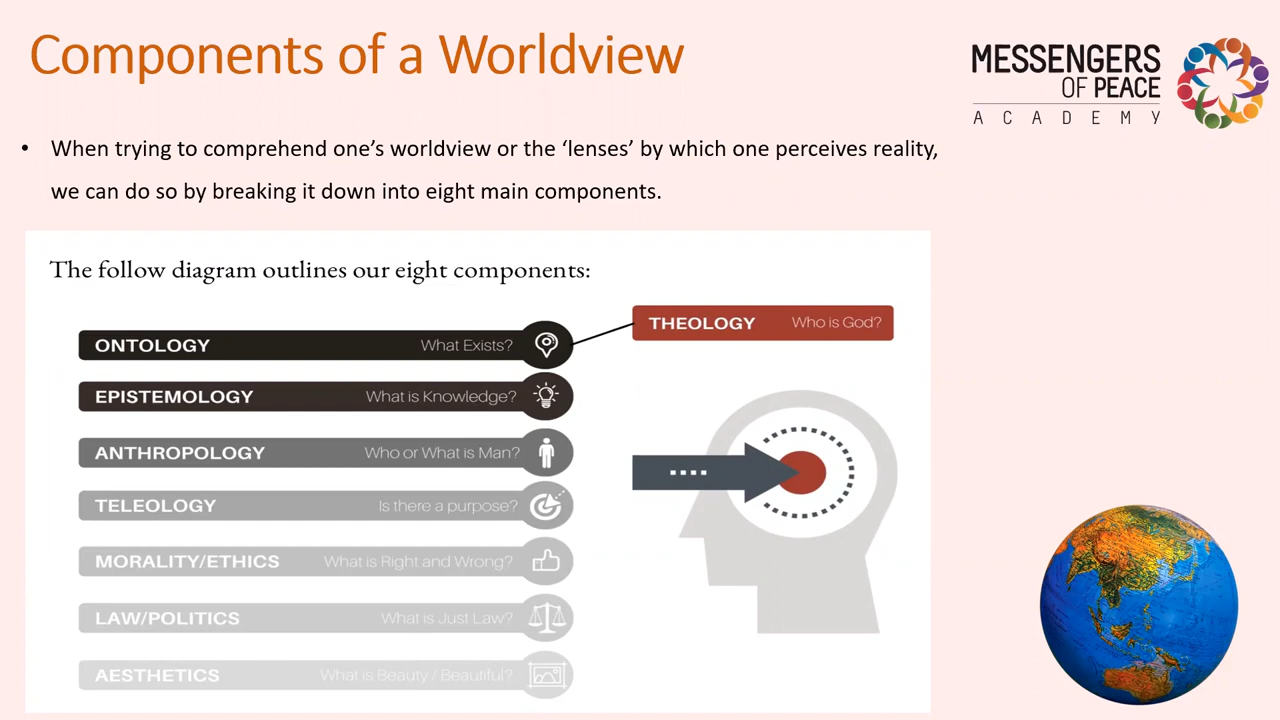 Components of a Worldview
MESSENGERS
OF PEACE
ACADEMY
• When trying to comprehend one’s worldview or the ‘lenses’ by which one perceives reality,
we can do so by breaking it down into eight main components.
The follow diagram outlines our eight components:
THEOLOGY Who is God?
ONTOLOGY What Exists?
EPISTEMOLOGY What is Knowledge?
ANTHROPOLOGY Who or What is Man?
TELEOLOGY Is there a purpose?
MORALITY/ETHICS What is Right and Wrong?
LAW/POLITICS What is Just Law?
AESTHETICS What is Beauty / Beautiful?